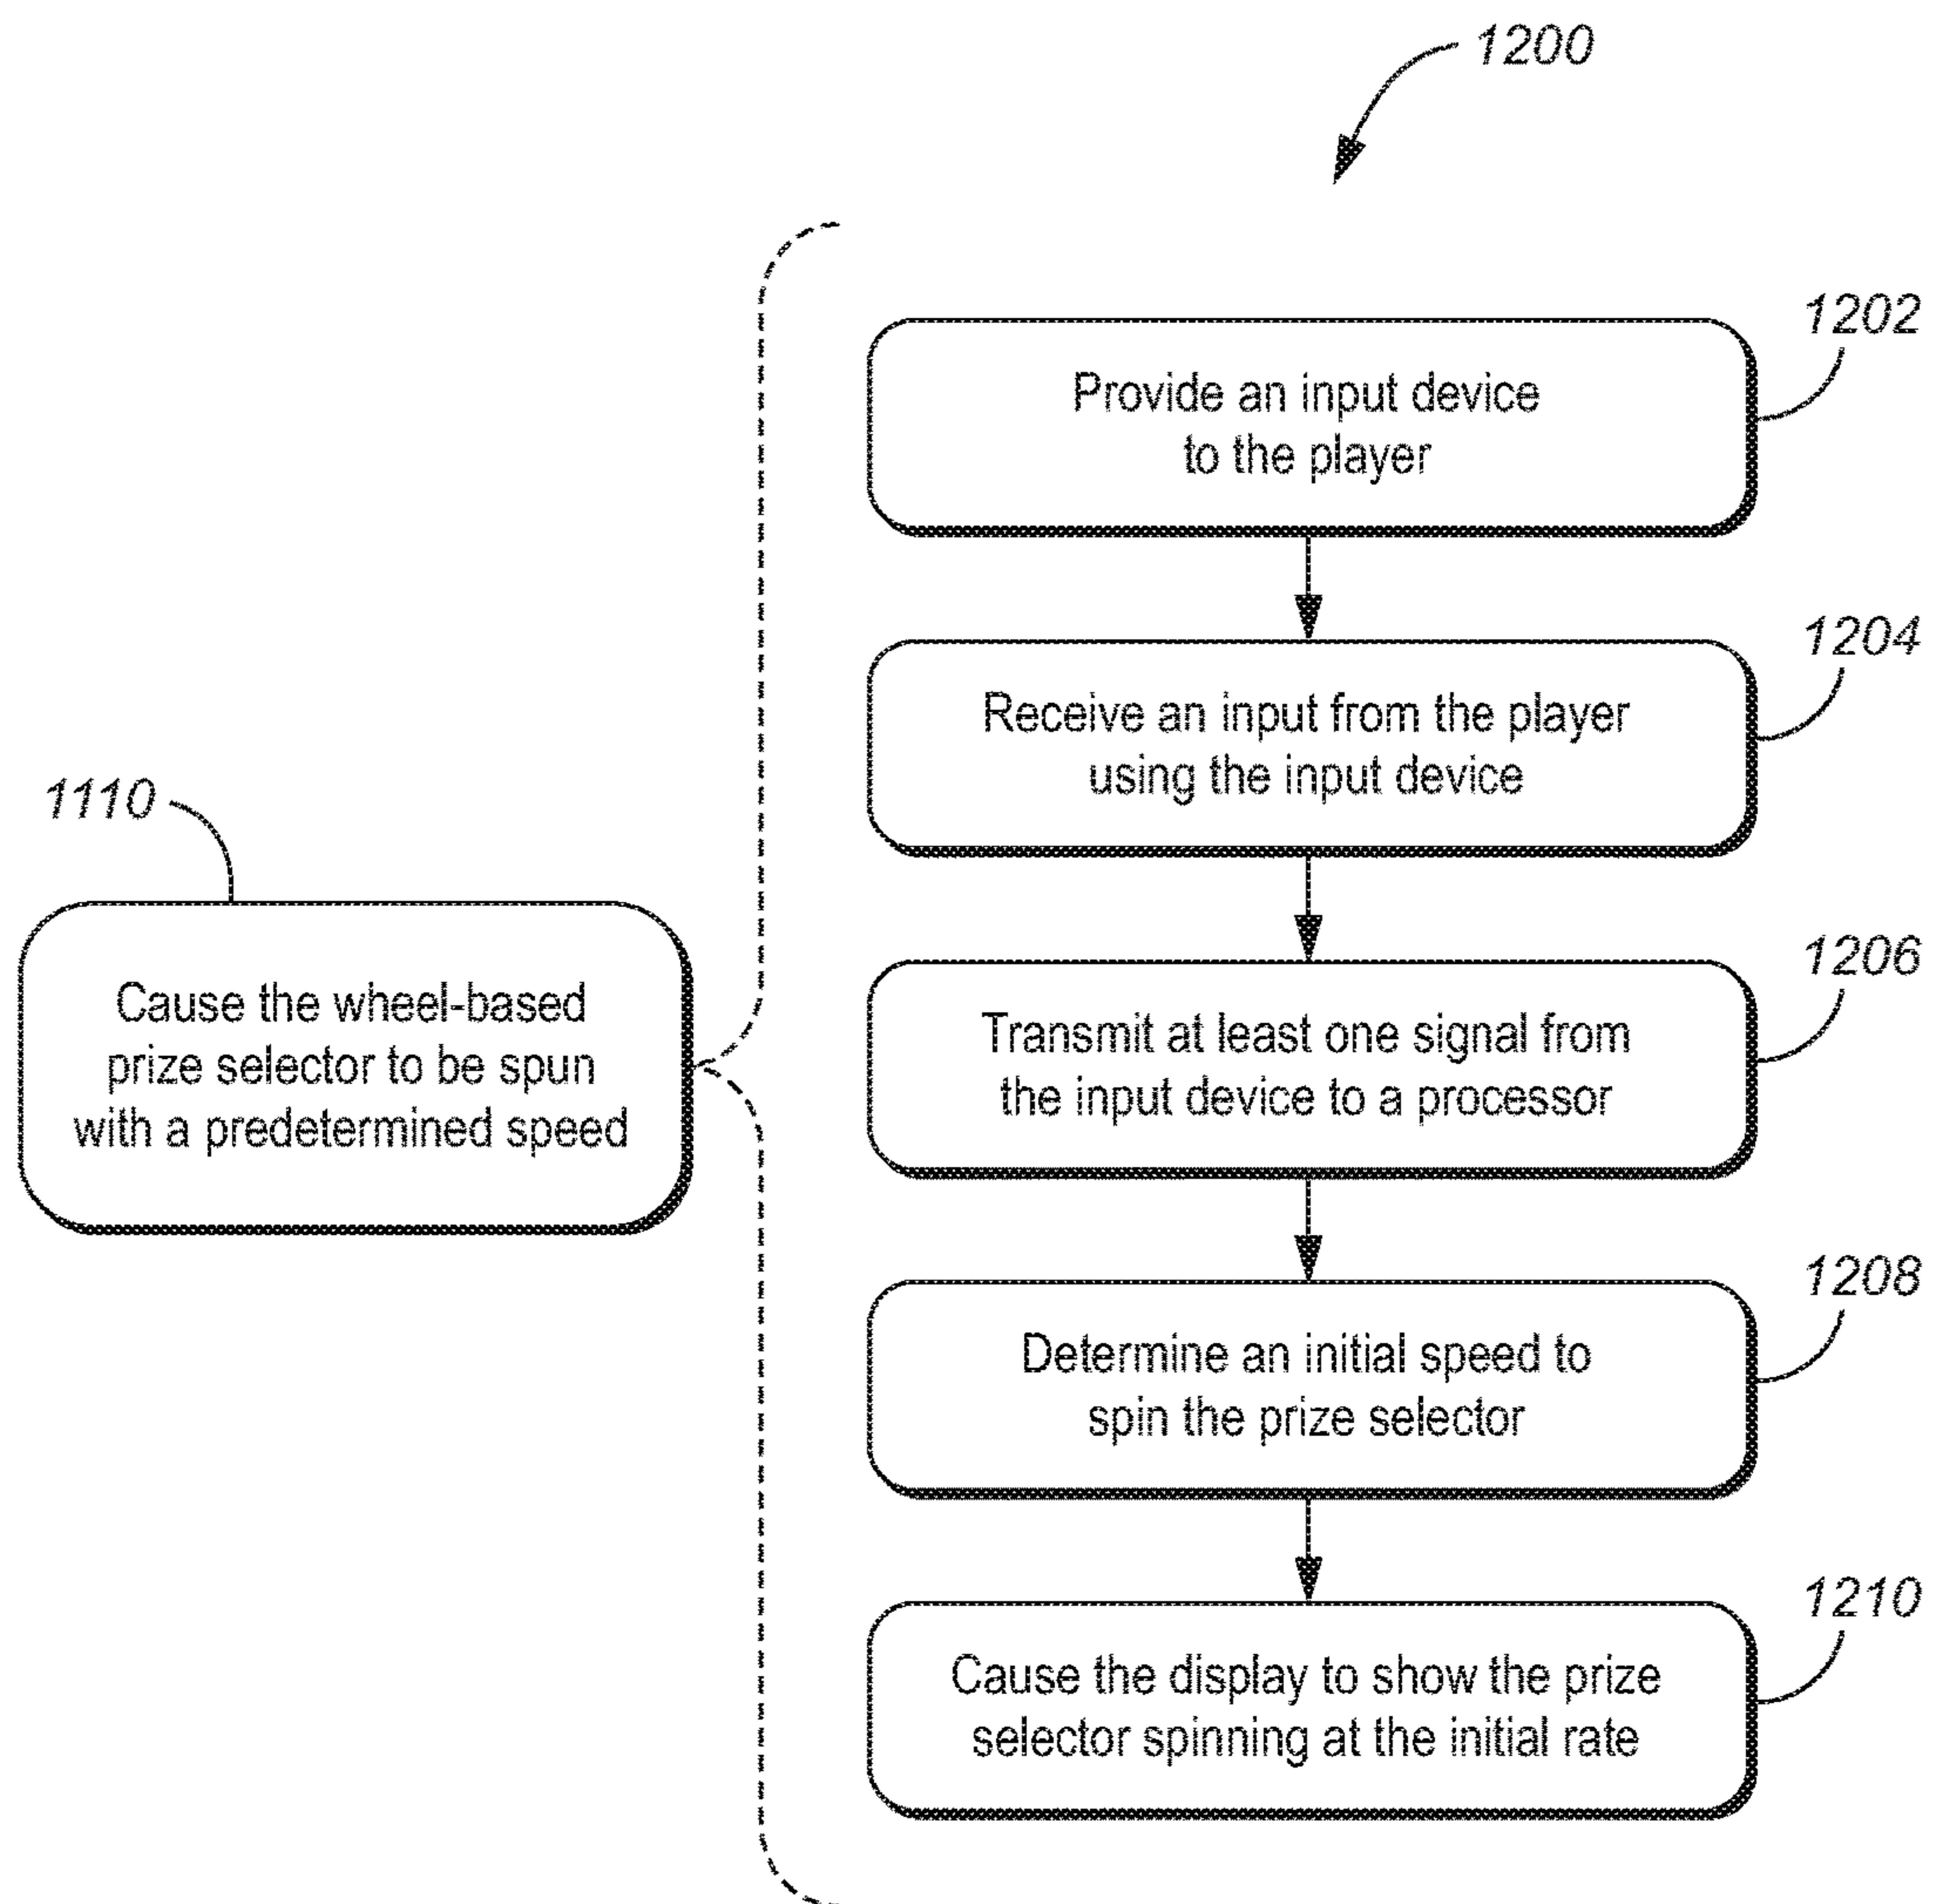 1200
1202
Provide an input device
to the player
1204
Receive an input from the player
using the input device
1110
Cause the wheel-based
prize selector to be spun
with a predetermined speed
1206
Transmit at least one signal from
the input device to a processor
1208
Determine an initial speed to
spin the prize selector
1210
Cause the display to show the prize
selector spinning at the initial rate